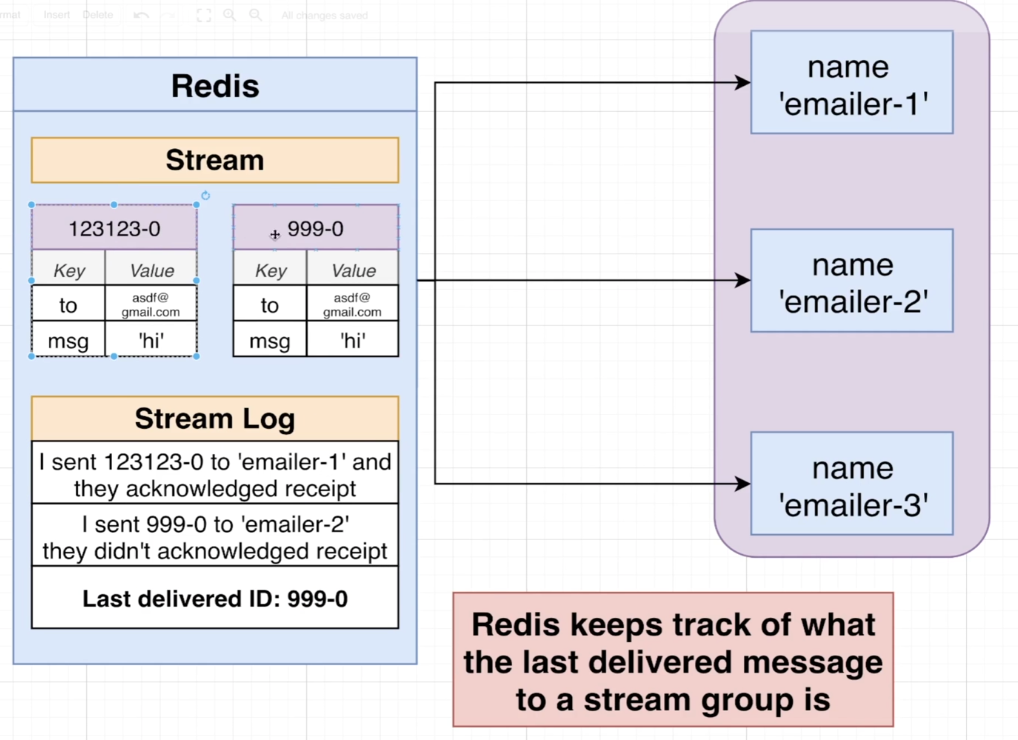 Insert Delete All changes saved
Redis
Stream
123123-0
Key Value
to asdf@
gmail.com
msg 'hi'
999-0
Key Value
to asdf@
gmail.com
msg 'hi'
Stream Log
I sent 123123-0 to 'emailer-1' and
they acknowledged receipt
I sent 999-0 to 'emailer-2'
they didn't acknowledged receipt
Last delivered ID: 999-0
name
'emailer-1'
name
'emailer-2'
name
'emailer-3'
Redis keeps track of what
the last delivered message
to a stream group is